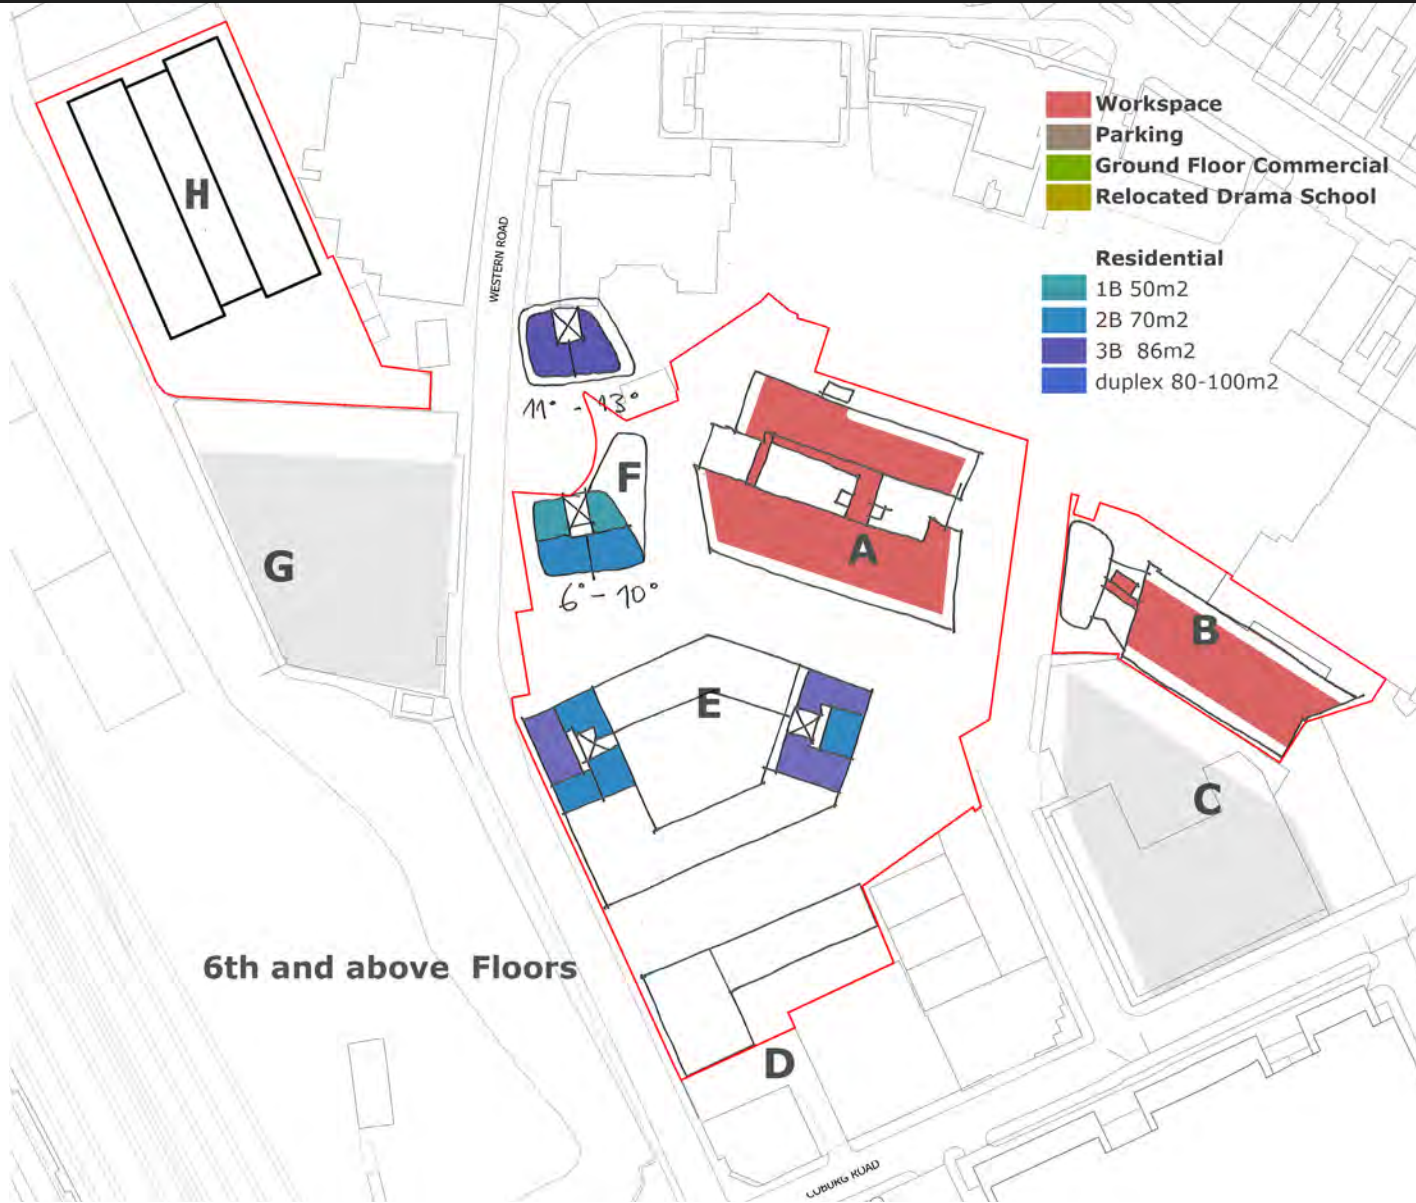 Workspace
Parking
Ground Floor Commercial
Relocated Drama School
Residential
1B 50m2
2B 70m2
3B 86m2
duplex 80-100m2
H
WESTERN ROAD
11° - 13°
F
A
G
6° - 10°
B
E
C
6th and above Floors
D
COBURG ROAD